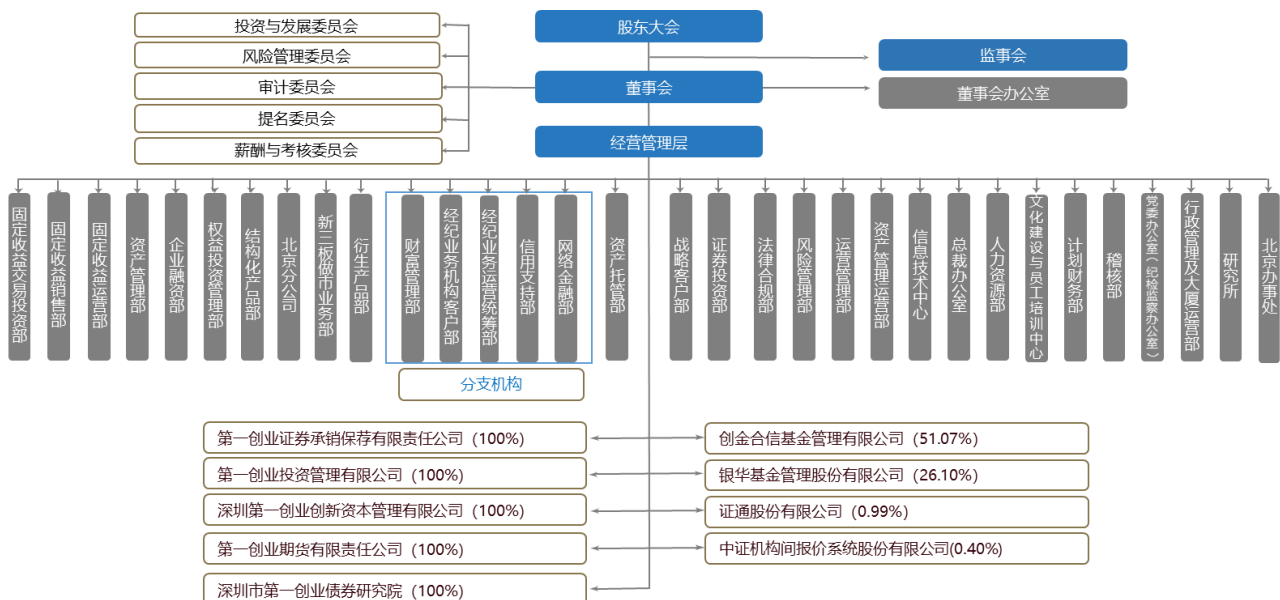 投资与发展委员会
风险管理委员会
审计委员会
提名委员会
薪酬与考核委员会
股东大会
董事会
经营管理层
监事会
董事会办公室
固定收益交易投资部
固定收益销售部
固定收益运营部
资产管理部
企业融资部
权益投资管理部
结构化产品部
北京分公司
新三板做市业务部
衍生产品部
财富管理部
经纪业务机构客户部
经纪业务运营统筹部
信用支持部
网络金融部
资产托管部
战略客户部
证券投资部
法律合规部
风险管理部
运营管理部
资产管理运营部
信息技术中心
总裁办公室
人力资源部
文化建设与员工培训中心
计划财务部
稽核部
党委办公室（纪检监察办公室）
行政管理及大厦运营部
研究所
北京办事处
分支机构
第一创业证券承销保荐有限责任公司（100%）
第一创业投资管理有限公司（100%）
深圳第一创业创新资本管理有限公司（100%）
第一创业期货有限责任公司（100%）
深圳市第一创业债券研究院（100%）
创金合信基金管理有限公司（51.07%）
银华基金管理股份有限公司（26.10%）
证通股份有限公司（0.99%）
中证机构间报价系统股份有限公司(0.40%)